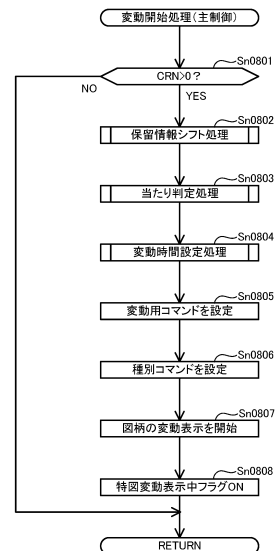 変動開始処理(主制御)
Sn0801
CRN>0?
NO
YES
Sn0802
保留情報シフト処理
Sn0803
当たり判定処理
Sn0804
変動時間設定処理
Sn0805
変動用コマンドを設定
Sn0806
種別コマンドを設定
Sn0807
図柄の変動表示を開始
Sn0808
特図変動表示中フラグON
RETURN